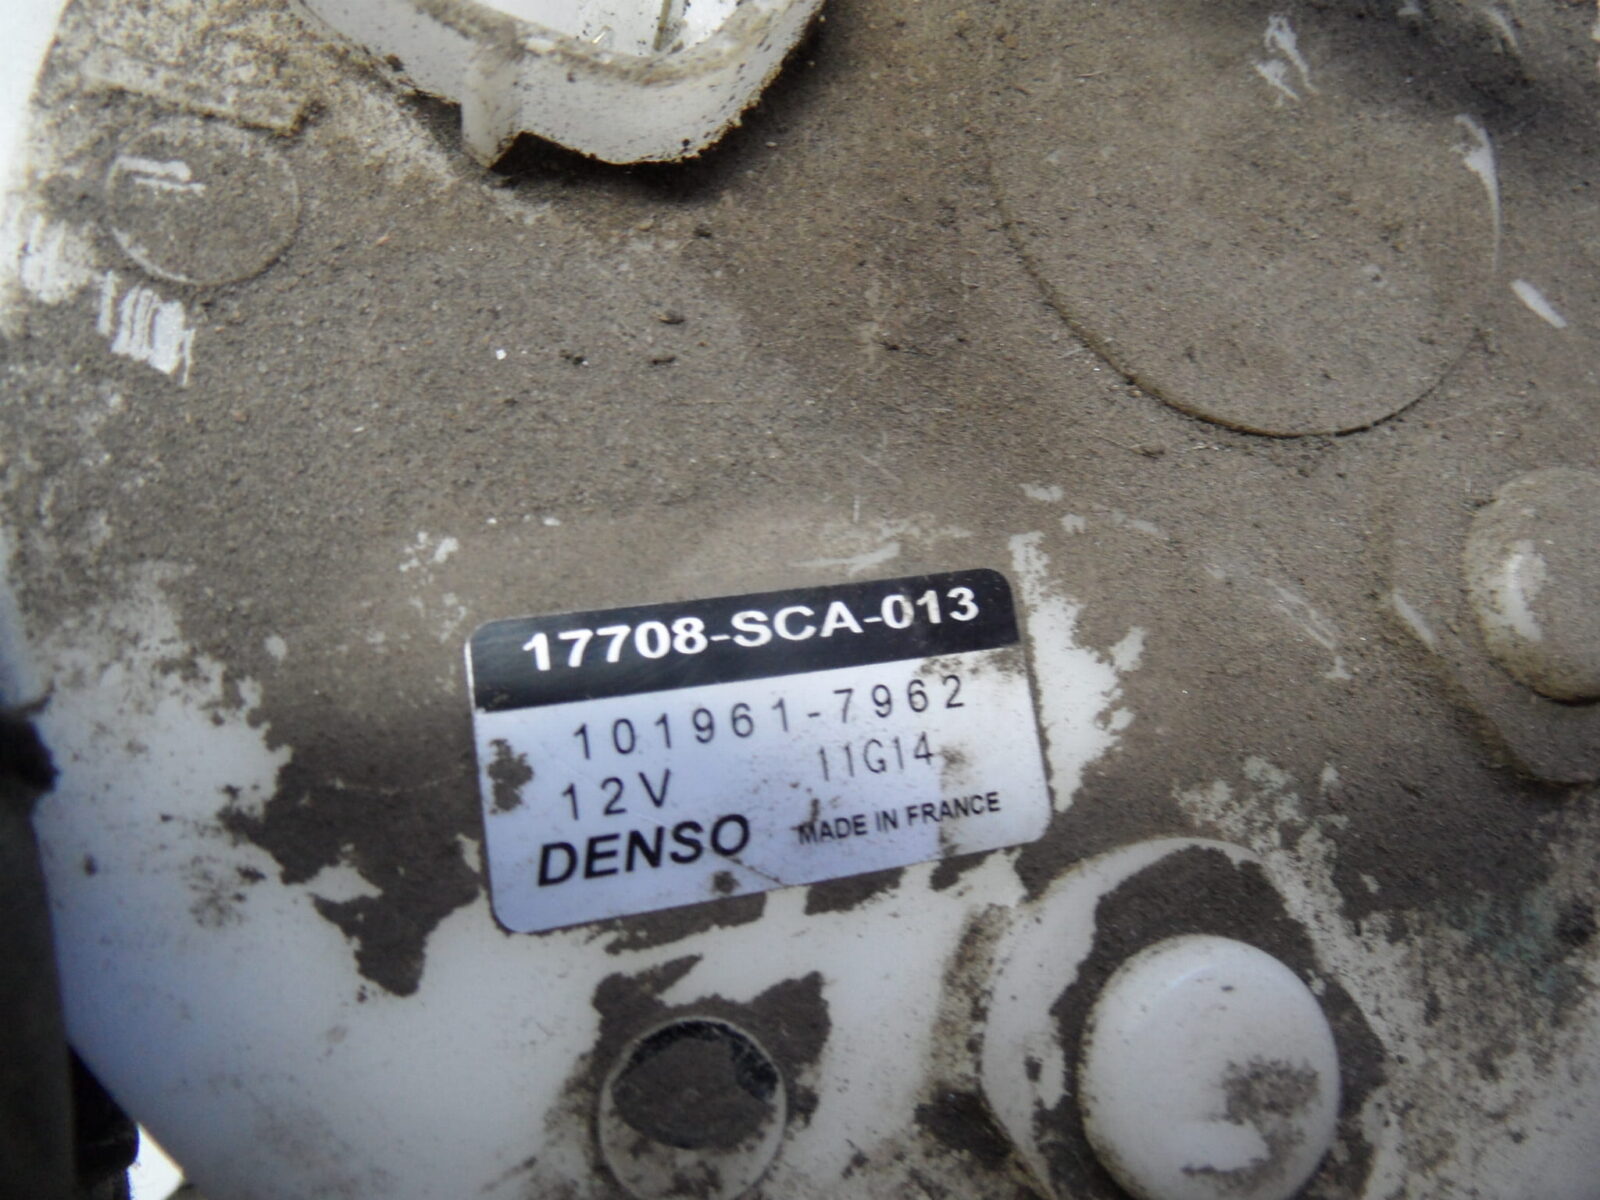 17708-SCA-013
101961-7962
12V 11G14
DENSO MADE IN FRANCE